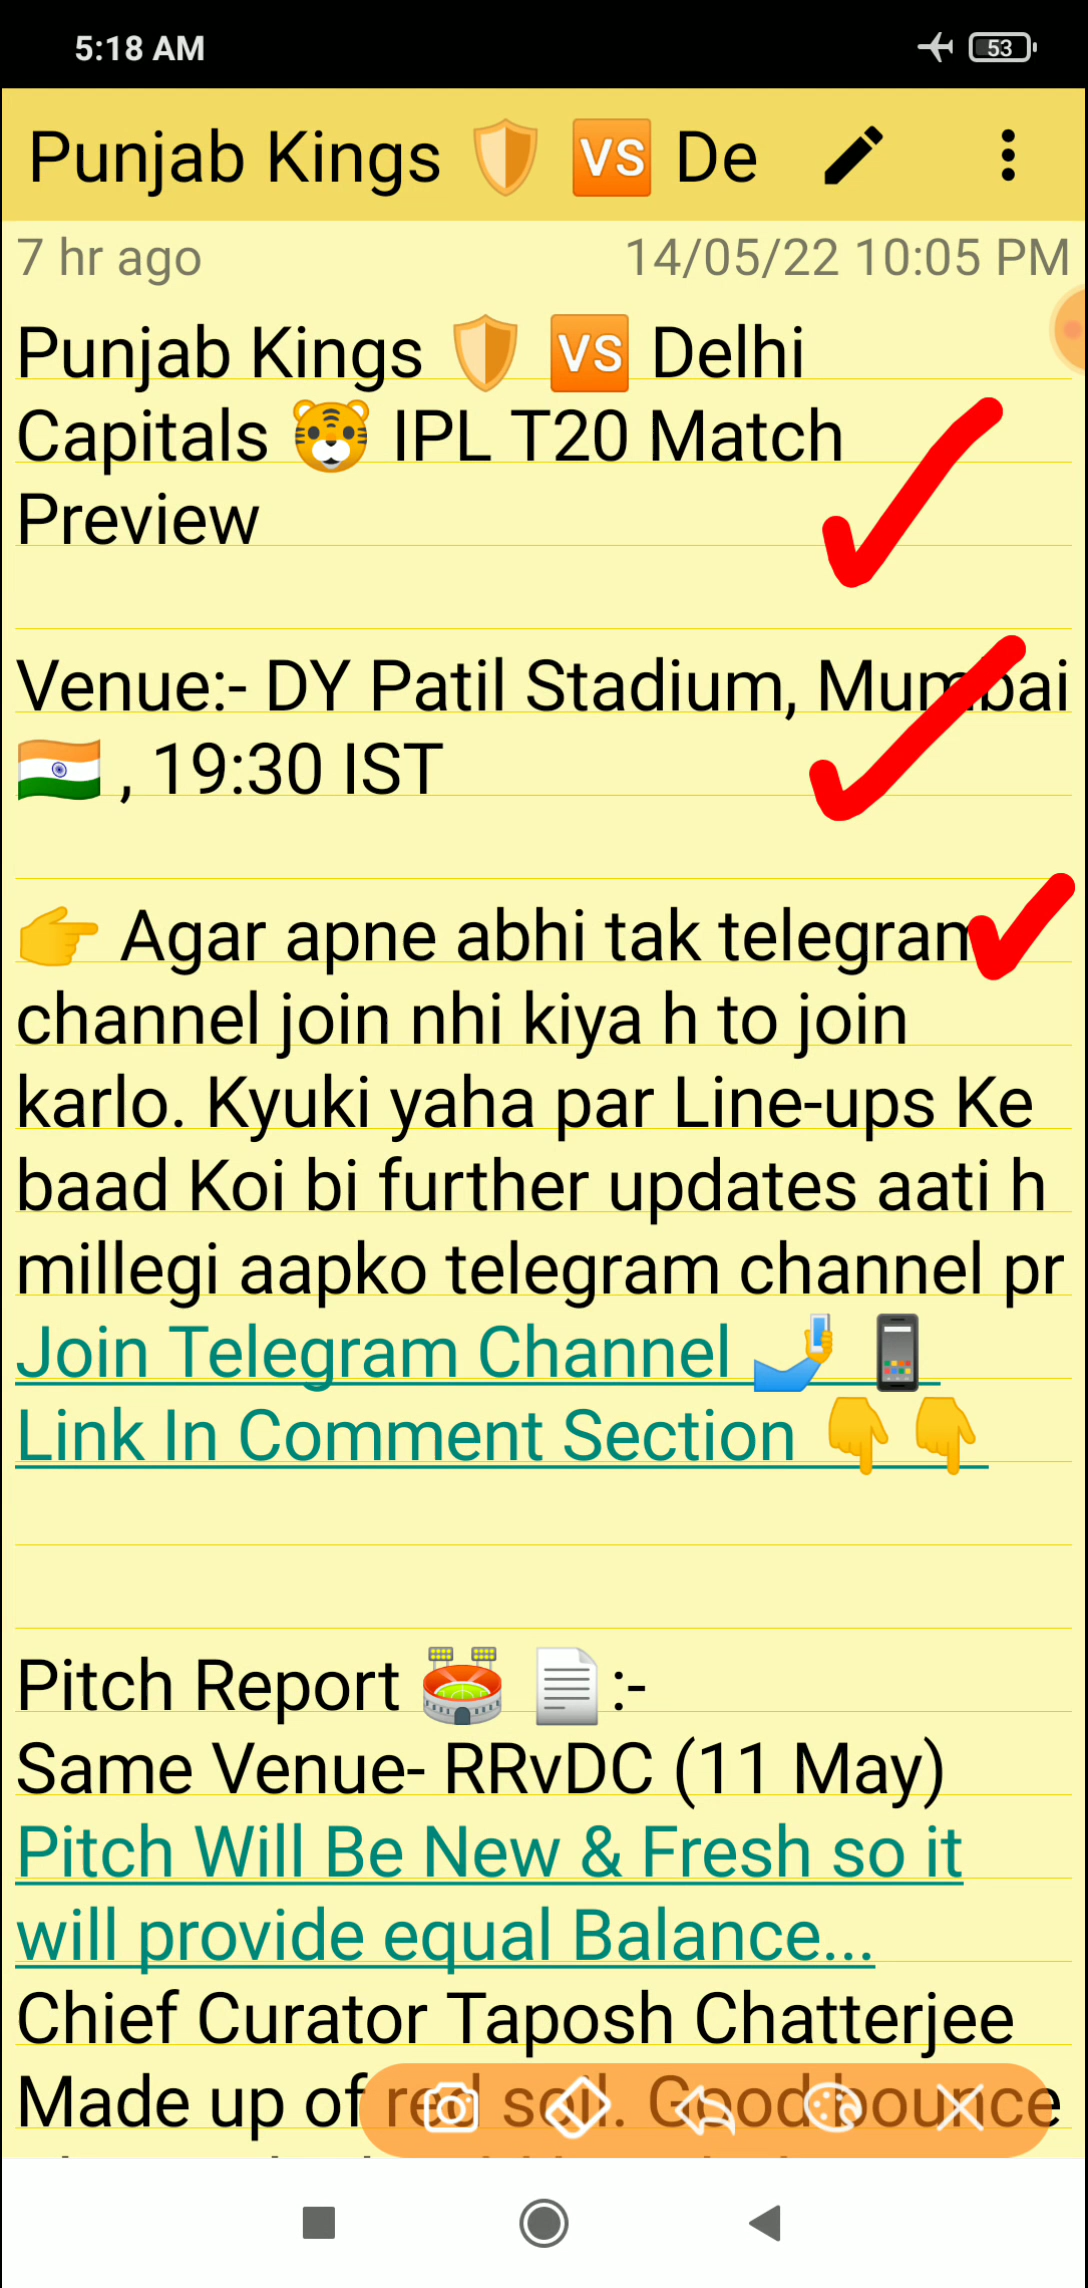 5:18 AM
53
Punjab Kings 🛡️ 🆚 De
7 hr ago
14/05/22 10:05 PM
Punjab Kings 🛡️ 🆚 Delhi
Capitals 🐯 IPL T20 Match
Preview
Venue:- DY Patil Stadium, Mumbai
🇮🇳 , 19:30 IST
👉 Agar apne abhi tak telegram
channel join nhi kiya h to join
karlo. Kyuki yaha par Line-ups Ke
baad Koi bi further updates aati h
millegi aapko telegram channel pr
Join Telegram Channel 🤳 📱
Link In Comment Section 👇👇
Pitch Report 🏟️ 📄:-
Same Venue- RRvDC (11 May)
Pitch Will Be New & Fresh so it
will provide equal Balance...
Chief Curator Taposh Chatterjee
Made up of red soil. Good bounce